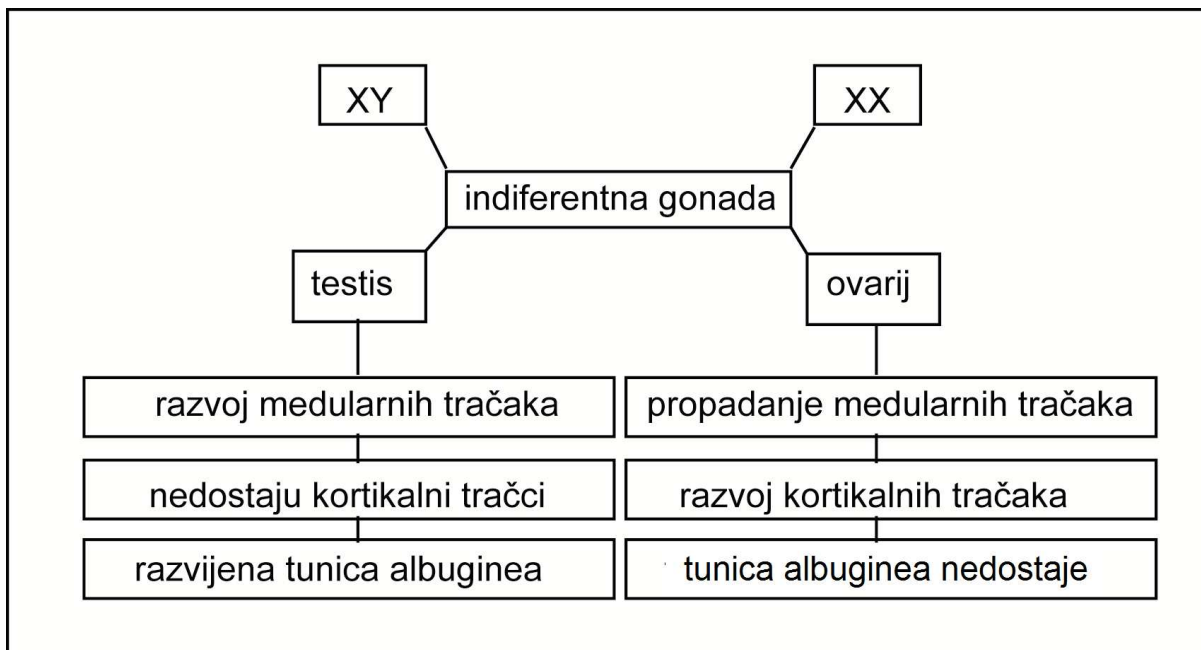 XY
XX
indiferentna gonada
testis
ovarij
razvoj medularnih tračaka
propadanje medularnih tračaka
nedostaju kortikalni tračci
razvoj kortikalnih tračaka
razvijena tunica albuginea
tunica albuginea nedostaje